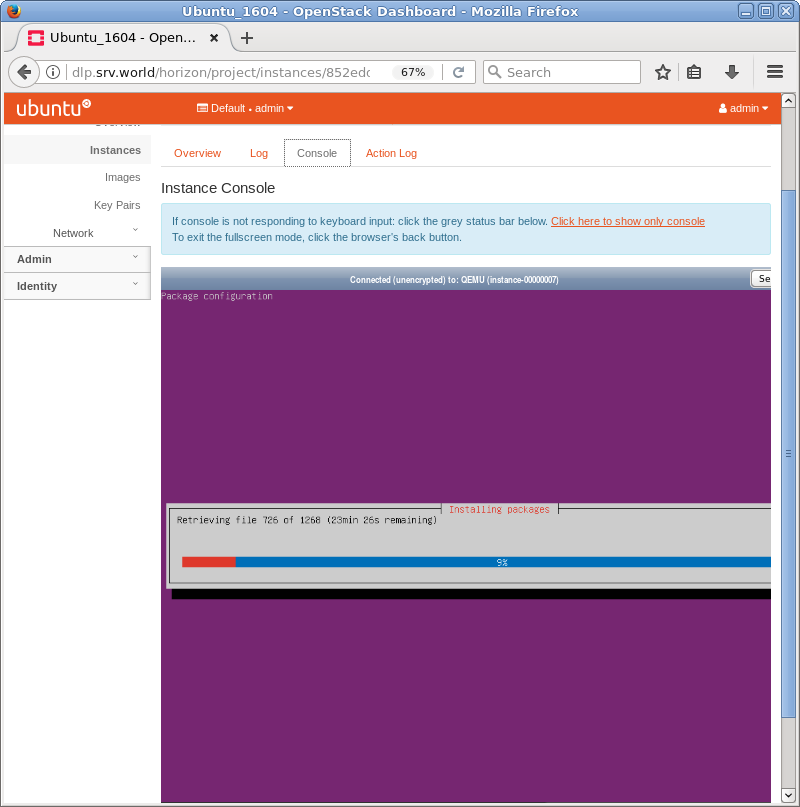 Ubuntu_1604 - OpenStack Dashboard - Mozilla Firefox
Ubuntu_1604 - Open...
dlp.srv.world/horizon/project/instances/852edc
67%
Search
ubuntu
Default • admin
admin
Overview
Instances
Images
Key Pairs
Network
Admin
Identity
Overview
Log
Console
Action Log
Instance Console
If console is not responding to keyboard input: click the grey status bar below. Click here to show only console
To exit the fullscreen mode, click the browser's back button.
Connected (unencrypted) to: QEMU (instance-00000007)
Se
Package configuration
Installing packages
Retrieving file 726 of 1268 (23min 26s remaining)
9%